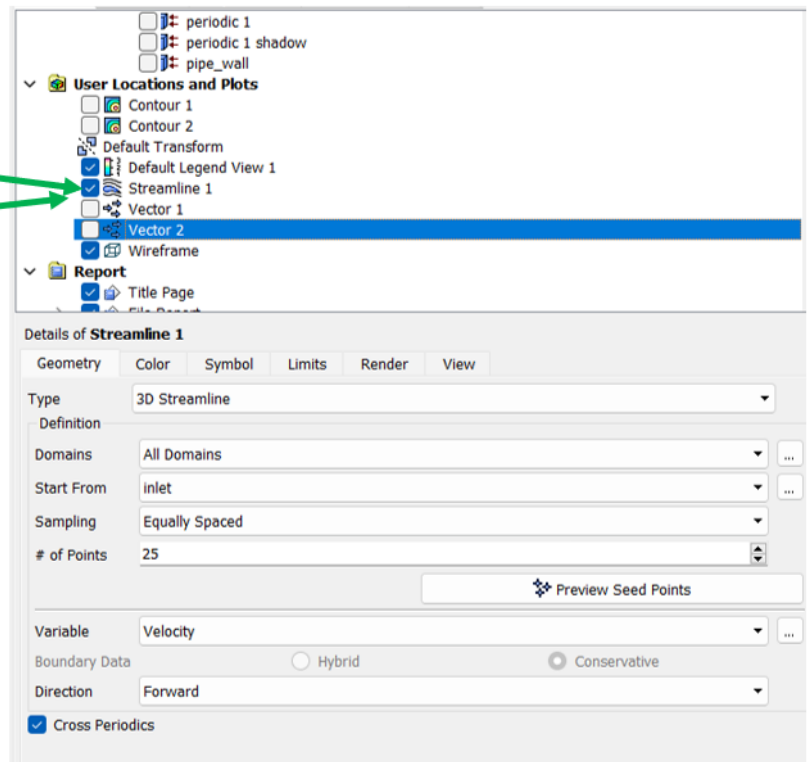 periodic 1
periodic 1 shadow
pipe_wall
User Locations and Plots
Contour 1
Contour 2
Default Transform
Default Legend View 1
Streamline 1
Vector 1
Vector 2
Wireframe
Report
Title Page
File Report
Details of Streamline 1
Geometry Color Symbol Limits Render View
Type 3D Streamline
Definition
Domains All Domains ...
Start From inlet ...
Sampling Equally Spaced
# of Points 25
Preview Seed Points
Variable Velocity ...
Boundary Data Hybrid Conservative
Direction Forward
Cross Periodics